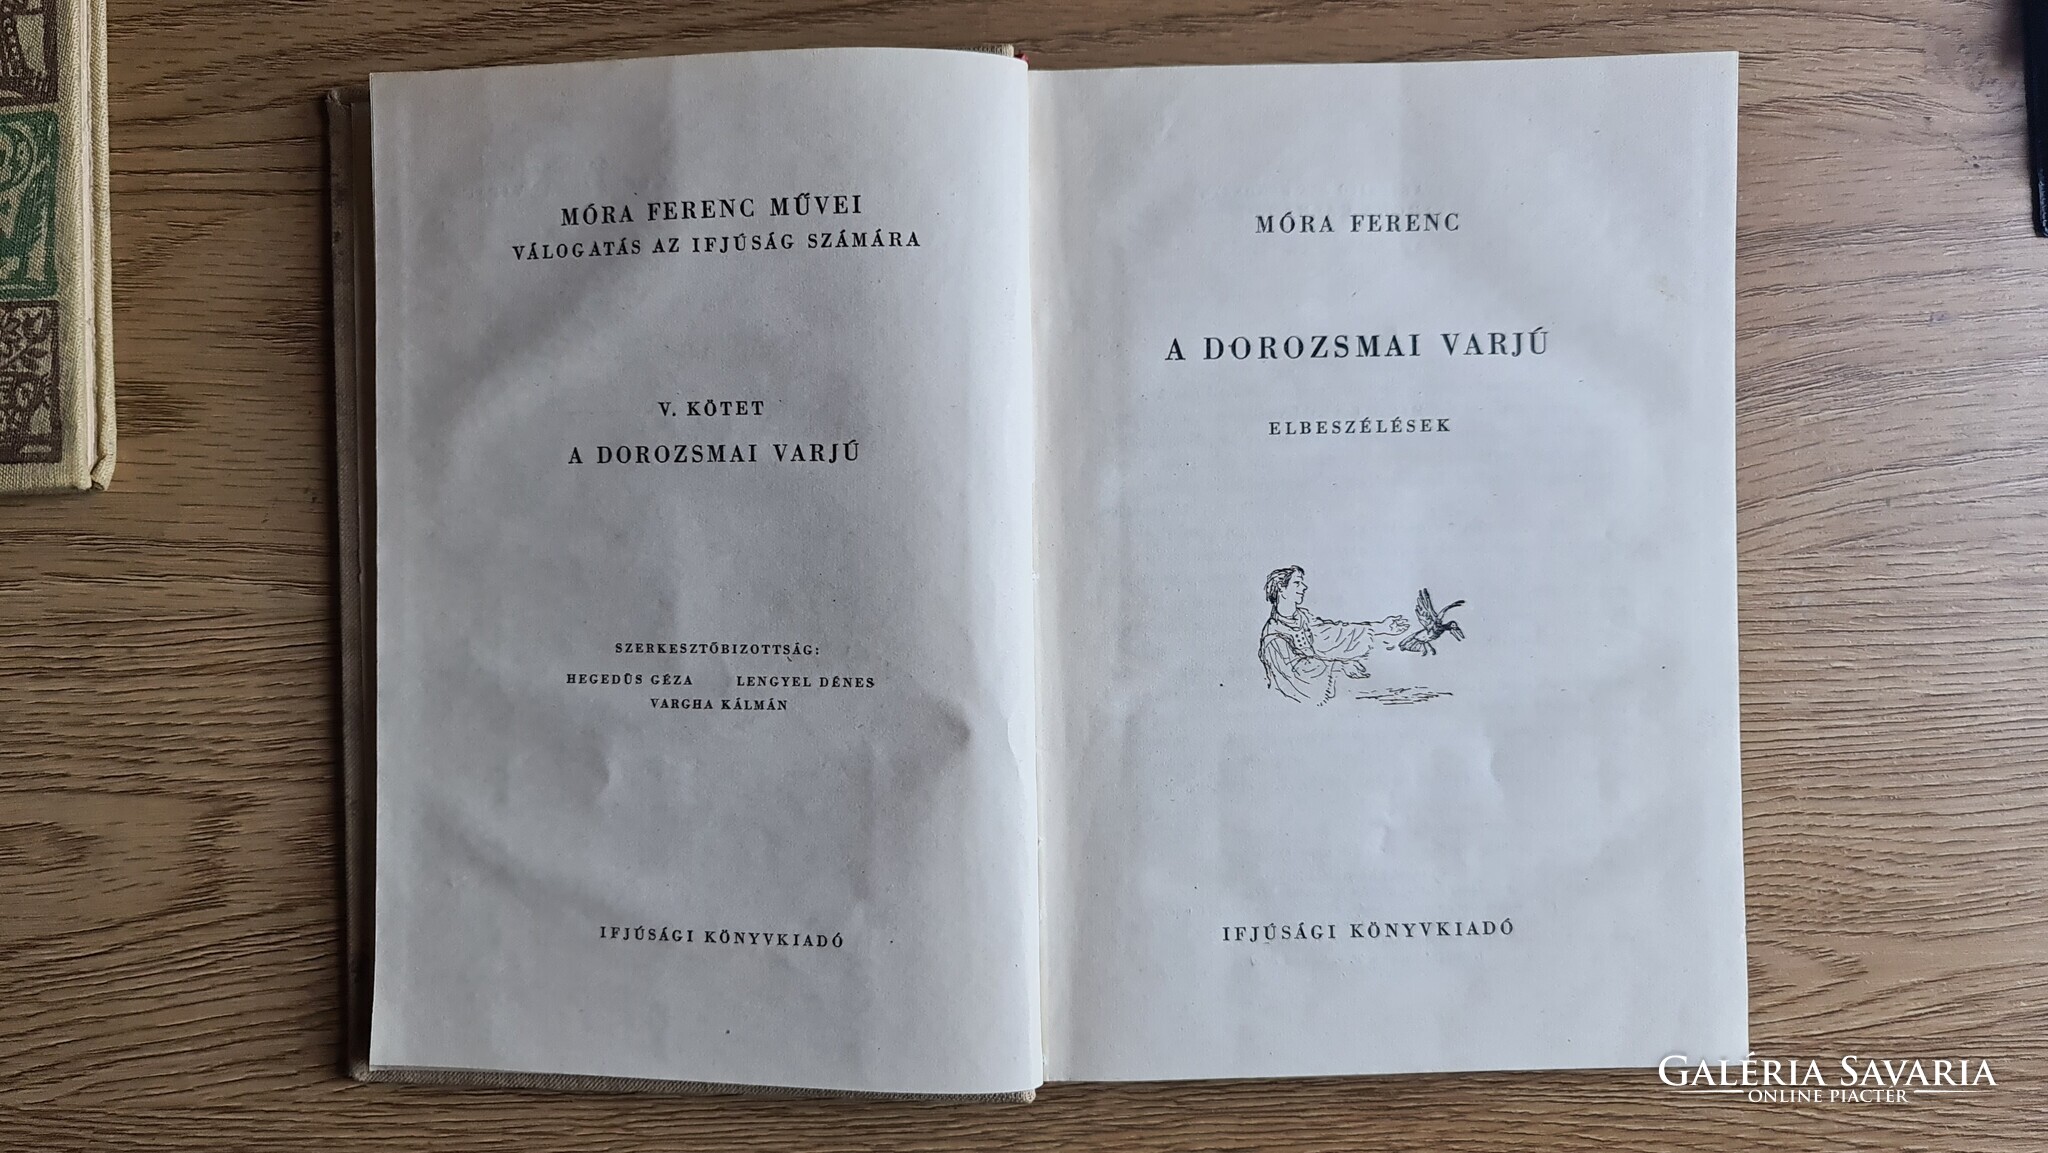 MÓRA FERENC MŰVEI
VÁLOGATÁS AZ IFJÚSÁG SZÁMÁRA
V. KÖTET
A DOROZSMAI VARJÚ
SZERKESZTŐBIZOTTSÁG:
HEGEDÜS GÉZA LENGYEL DÉNES
VARGHA KÁLMÁN
IFJÚSÁGI KÖNYVKIADÓ
MÓRA FERENC
A DOROZSMAI VARJÚ
ELBESZÉLÉSEK
IFJÚSÁGI KÖNYVKIADÓ
GALÉRIA SAVARIA
ONLINE PIACTÉR